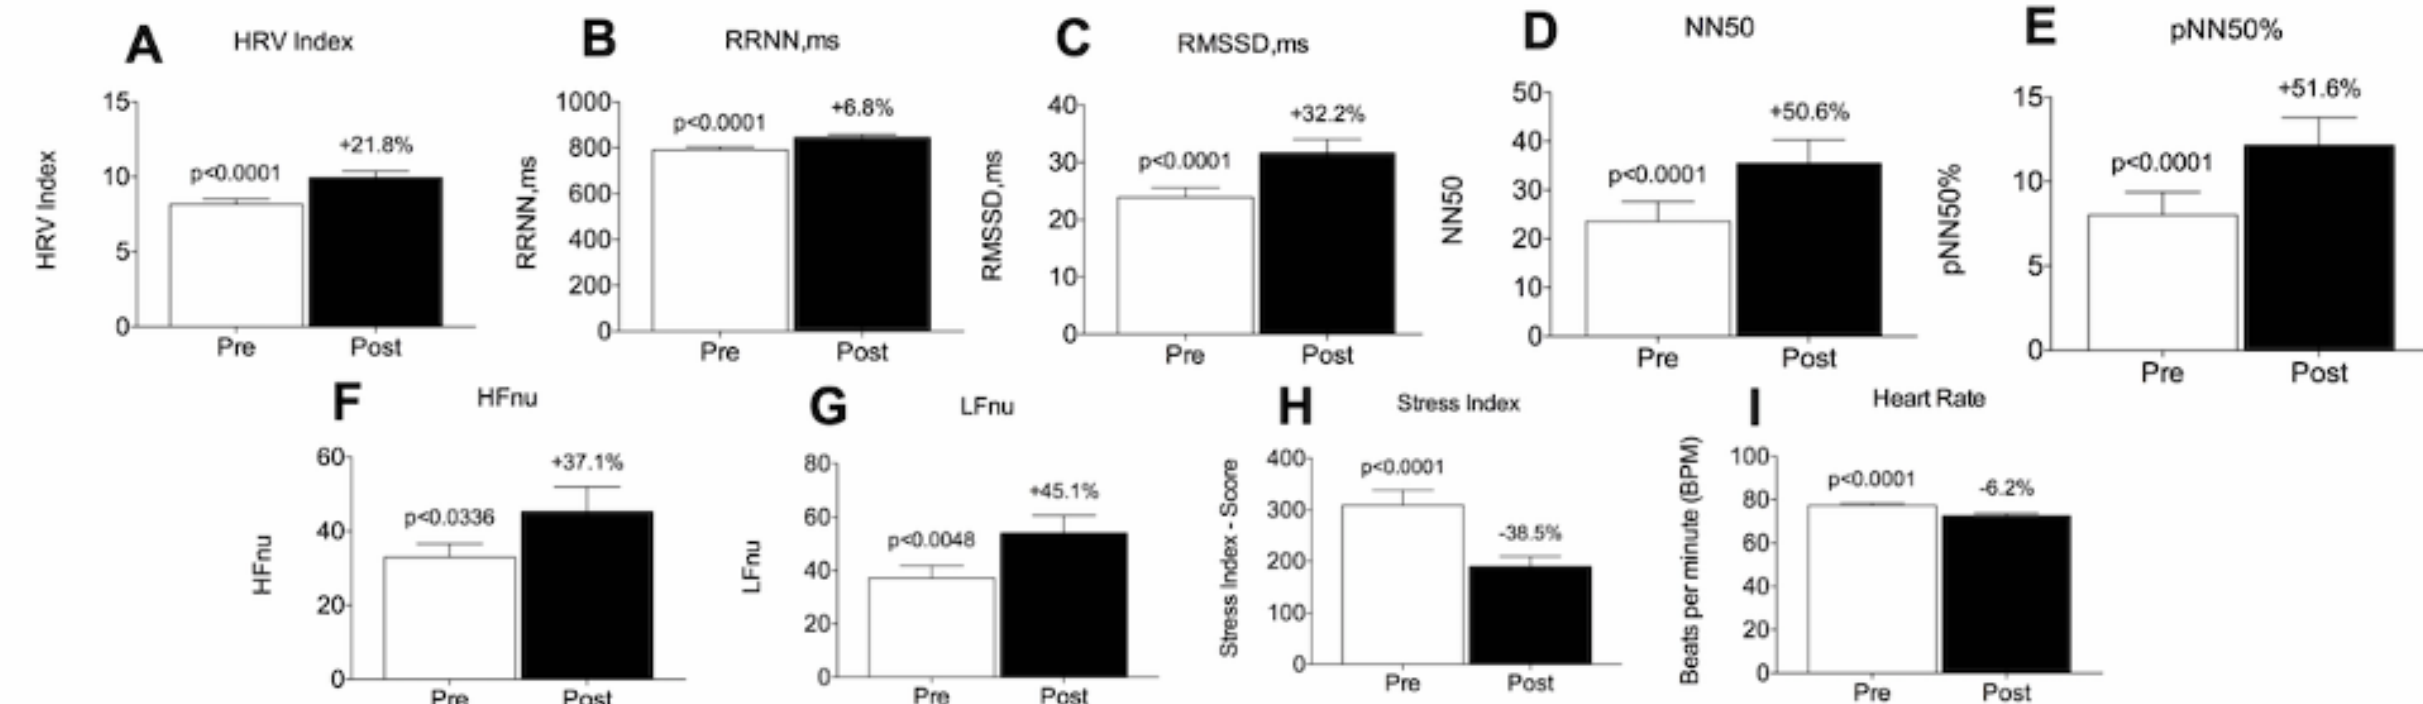 A
HRV Index
HRV Index
15
10
5
0
p<0.0001
+21.8%
Pre
Post
B
RRNN,ms
RRNN,ms
1000
800
600
400
200
0
p<0.0001
+6.8%
Pre
Post
C
RMSSD,ms
RMSSD,ms
40
30
20
10
0
p<0.0001
+32.2%
Pre
Post
D
NN50
NN50
50
40
30
20
10
0
p<0.0001
+50.6%
Pre
Post
E
pNN50%
pNN50%
15
10
5
0
p<0.0001
+51.6%
Pre
Post
F
HFnu
HFnu
60
40
20
0
p<0.0336
+37.1%
Pre
Post
G
LFnu
LFnu
80
60
40
20
0
p<0.0048
+45.1%
Pre
Post
H
Stress Index
Stress Index - Score
400
300
200
100
0
p<0.0001
-38.5%
Pre
Post
I
Heart Rate
Beats per minute (BPM)
100
80
60
40
20
0
p<0.0001
-6.2%
Pre
Post